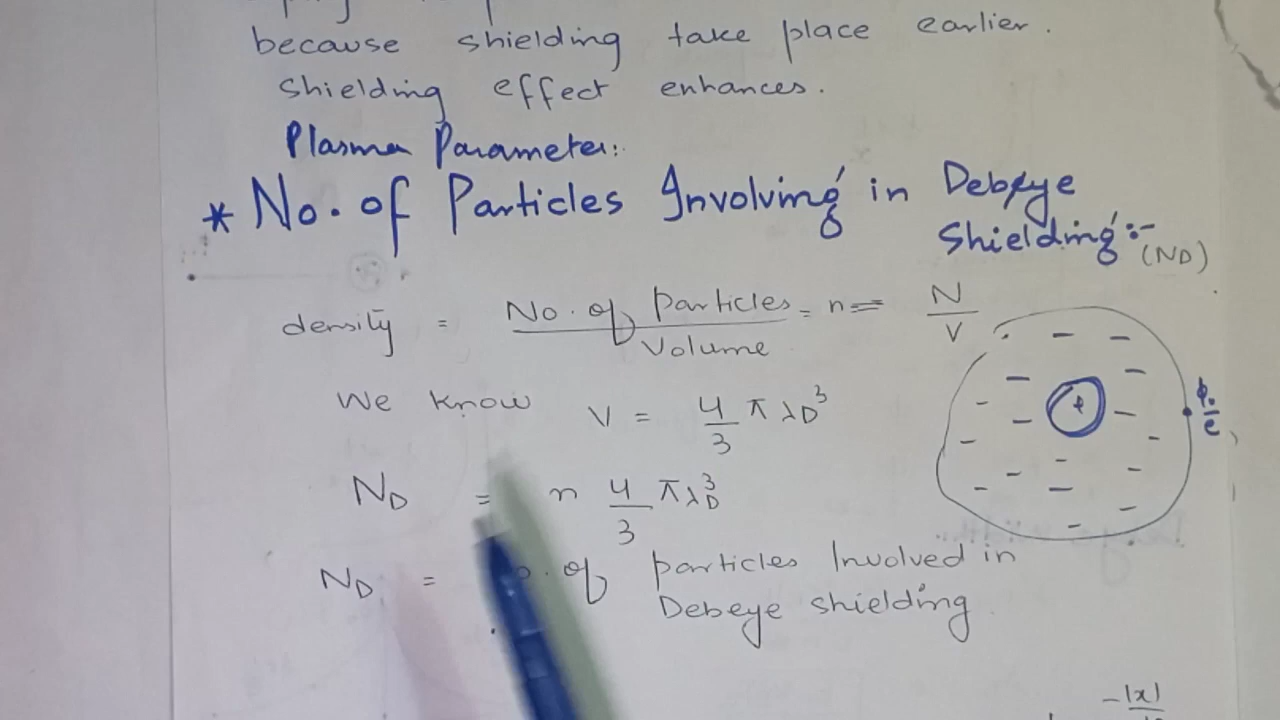 because shielding take place earlier.
shielding effect enhances.
Plasma Parameter:
* No. of Particles Involving in Debeye
Shielding :- (ND)
density = No. of particles / Volume = n = N / V
We know V = 4/3 π λD³
ND = n 4/3 π λD³
ND = of particles Involved in
Debeye shielding
+
-|x|